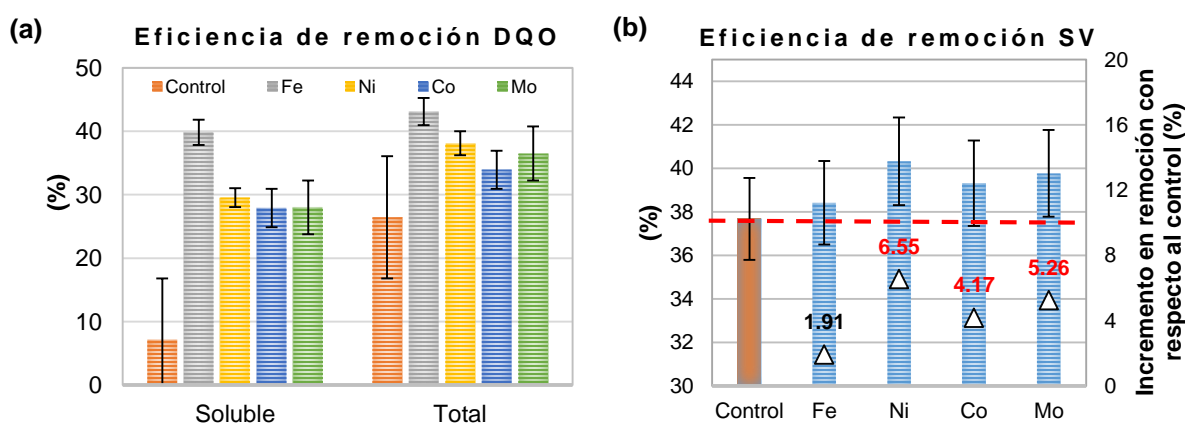 (a)
Eficiencia de remoción DQO
50
40
30
20
10
0
(%)
Control Fe Ni Co Mo
Soluble Total
(b)
Eficiencia de remoción SV
44
42
40
38
36
34
32
30
(%)
20
16
12
8
4
0
Incremento en remoción con
respecto al control (%)
1.91
6.55
4.17
5.26
Control Fe Ni Co Mo